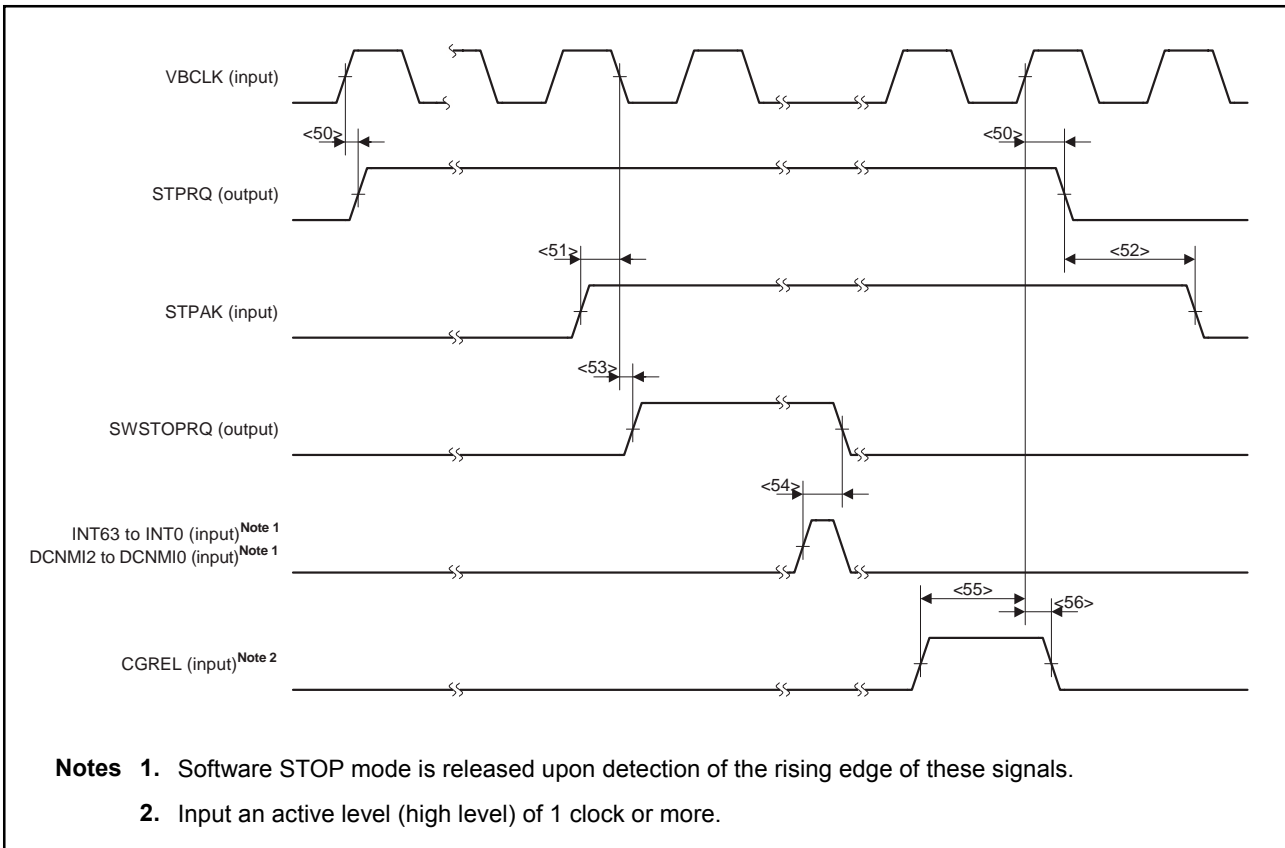 VBCLK (input)
<50>
<50>
STPRQ (output)
<51>
<52>
STPAK (input)
<53>
SWSTOPRQ (output)
<54>
INT63 to INT0 (input)Note 1
DCNMI2 to DCNMI0 (input)Note 1
<55>
<56>
CGREL (input)Note 2
Notes 1. Software STOP mode is released upon detection of the rising edge of these signals.
2. Input an active level (high level) of 1 clock or more.